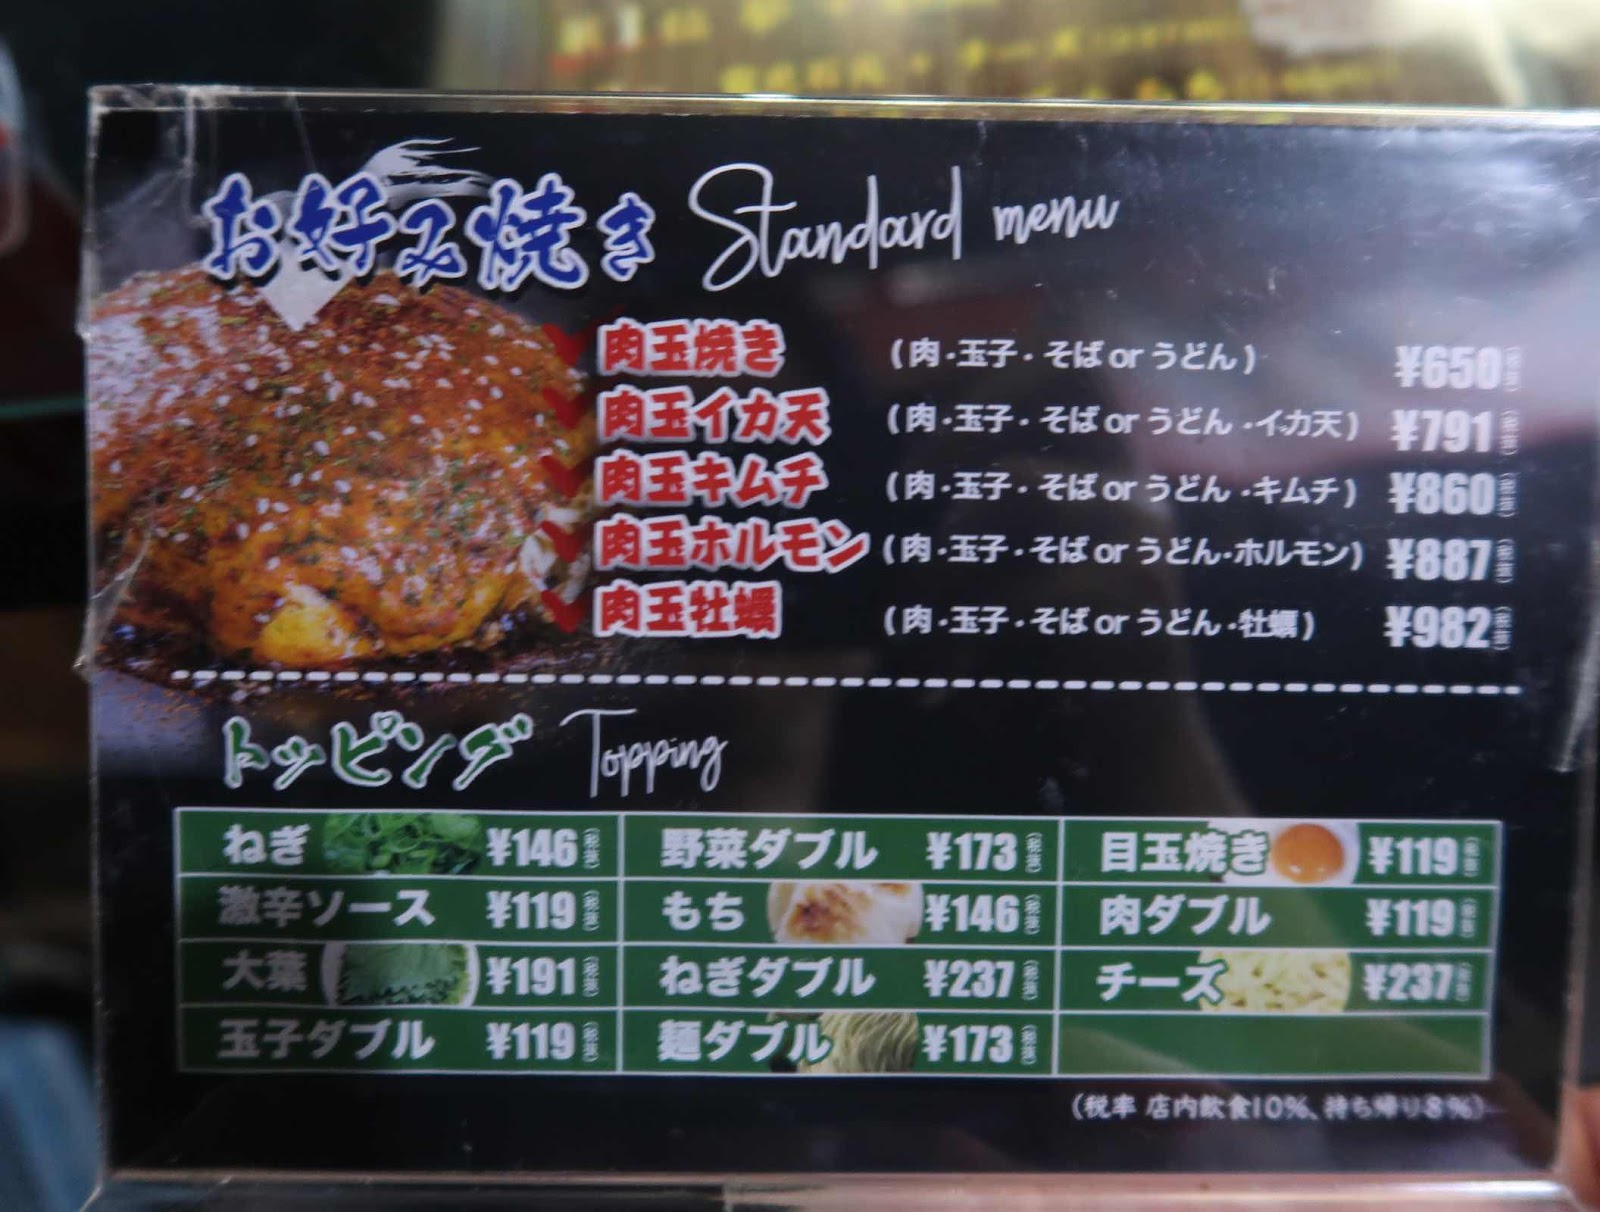 お好み焼き Standard menu
肉玉焼き (肉・玉子・そば or うどん) ¥650(税抜)
肉玉イカ天 (肉・玉子・そば or うどん・イカ天) ¥791(税抜)
肉玉キムチ (肉・玉子・そば or うどん・キムチ) ¥860(税抜)
肉玉ホルモン (肉・玉子・そば or うどん・ホルモン) ¥887(税抜)
肉玉牡蠣 (肉・玉子・そば or うどん・牡蠣) ¥982(税抜)
トッピング Topping
ねぎ ¥146(税抜) 野菜ダブル ¥173(税抜) 目玉焼き ¥119(税抜)
激辛ソース ¥119(税抜) もち ¥146(税抜) 肉ダブル ¥119(税抜)
大葉 ¥191(税抜) ねぎダブル ¥237(税抜) チーズ ¥237(税抜)
玉子ダブル ¥119(税抜) 麺ダブル ¥173(税抜)
(税率 店内飲食10%、持ち帰り8%)